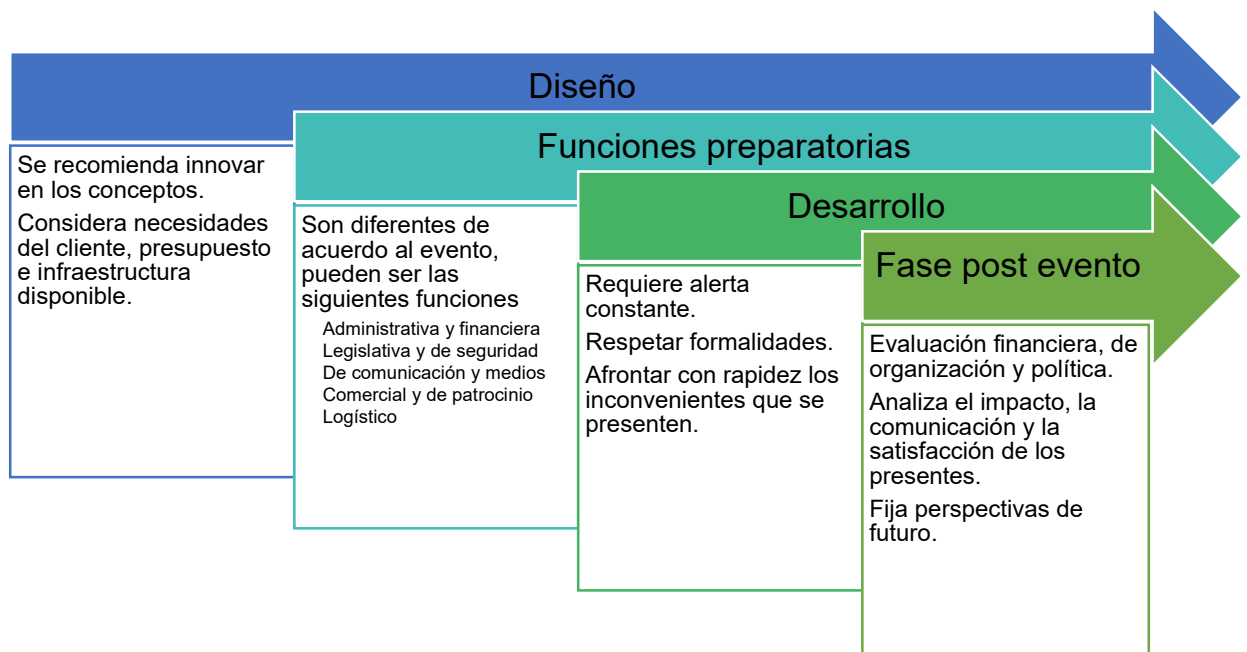 Diseño
Se recomienda innovar
en los conceptos.
Considera necesidades
del cliente, presupuesto
e infraestructura
disponible.
Funciones preparatorias
Son diferentes de
acuerdo al evento,
pueden ser las
siguientes funciones
Administrativa y financiera
Legislativa y de seguridad
De comunicación y medios
Comercial y de patrocinio
Logístico
Desarrollo
Requiere alerta
constante.
Respetar formalidades.
Afrontar con rapidez los
inconvenientes que se
presenten.
Fase post evento
Evaluación financiera, de
organización y política.
Analiza el impacto, la
comunicación y la
satisfacción de los
presentes.
Fija perspectivas de
futuro.